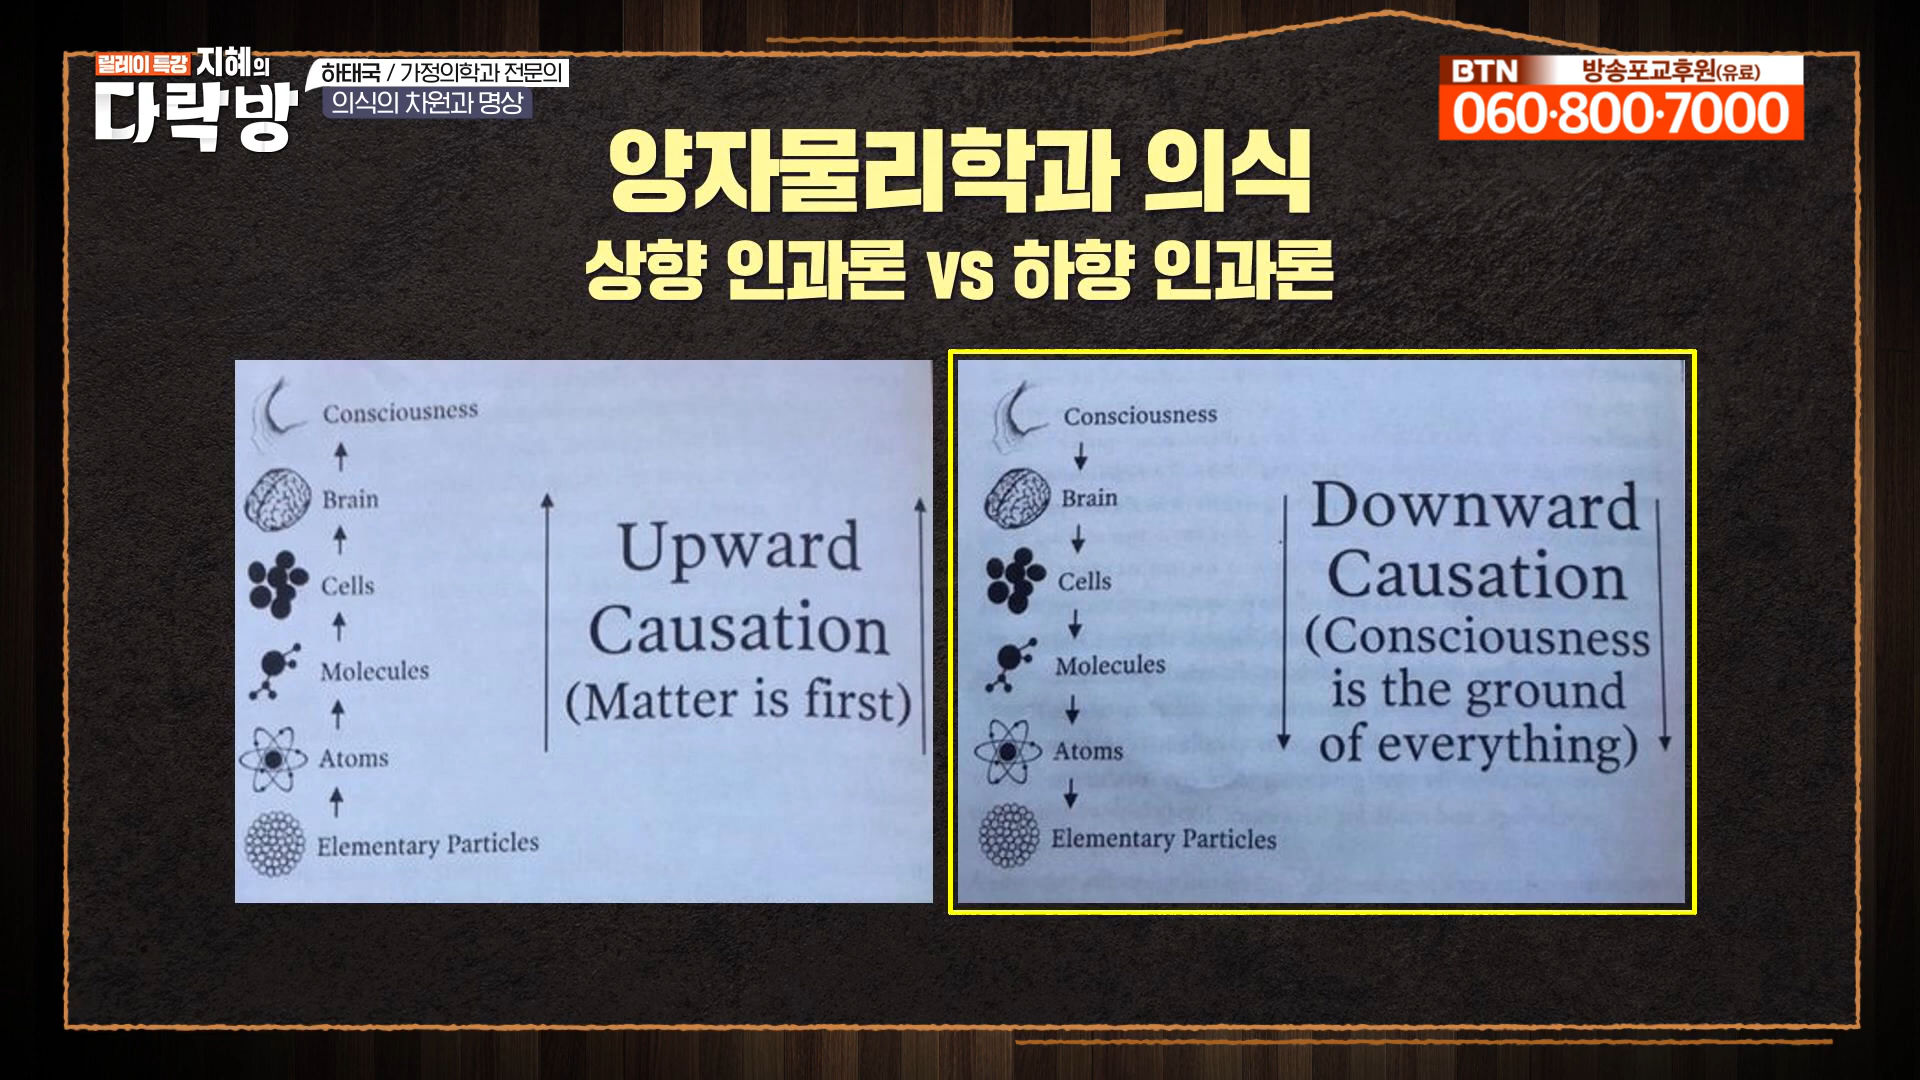 릴레이 특강 지혜의
다락방
하태국 / 가정의학과 전문의
의식의 차원과 명상
BTN 방송포교후원(유료)
060·800·7000
양자물리학과 의식
상향 인과론 vs 하향 인과론
Consciousness
Brain
Cells
Molecules
Atoms
Elementary Particles
Upward
Causation
(Matter is first)
Consciousness
Brain
Cells
Molecules
Atoms
Elementary Particles
Downward
Causation
(Consciousness
is the ground
of everything)